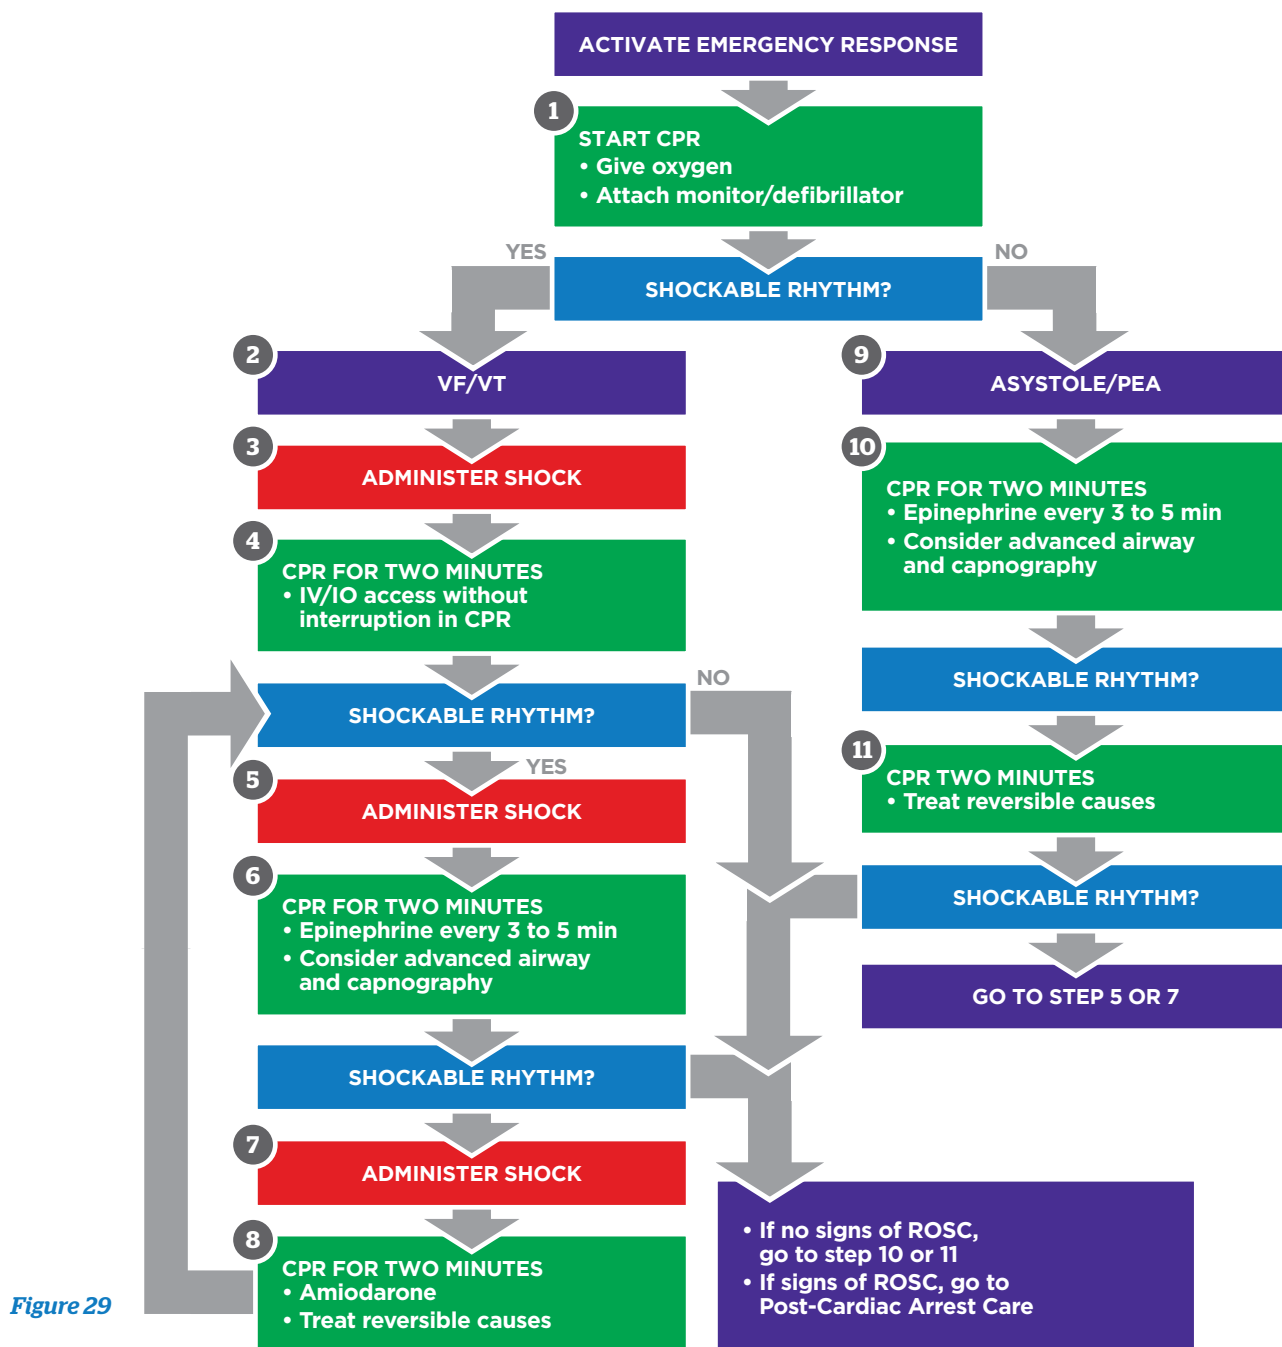 ACTIVATE EMERGENCY RESPONSE
1
START CPR
• Give oxygen
• Attach monitor/defibrillator
YES
NO
SHOCKABLE RHYTHM?
2
VF/VT
3
ADMINISTER SHOCK
4
CPR FOR TWO MINUTES
• IV/IO access without
interruption in CPR
SHOCKABLE RHYTHM?
NO
YES
5
ADMINISTER SHOCK
6
CPR FOR TWO MINUTES
• Epinephrine every 3 to 5 min
• Consider advanced airway
and capnography
SHOCKABLE RHYTHM?
7
ADMINISTER SHOCK
8
CPR FOR TWO MINUTES
• Amiodarone
• Treat reversible causes
9
ASYSTOLE/PEA
10
CPR FOR TWO MINUTES
• Epinephrine every 3 to 5 min
• Consider advanced airway
and capnography
SHOCKABLE RHYTHM?
11
CPR TWO MINUTES
• Treat reversible causes
SHOCKABLE RHYTHM?
GO TO STEP 5 OR 7
• If no signs of ROSC,
go to step 10 or 11
• If signs of ROSC, go to
Post-Cardiac Arrest Care
Figure 29